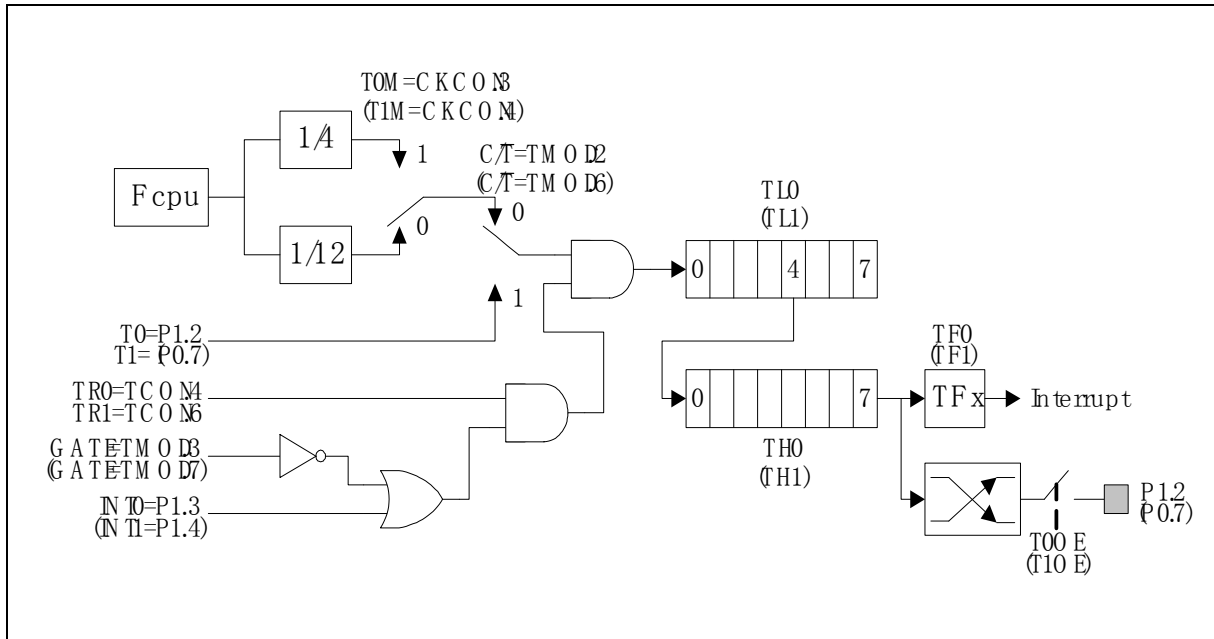 T0M=CKCON.3
(T1M=CKCON.4)
1/4
1
C/T=TMOD.2
(C/T=TMOD.6)
Fcpu
0
0
1/12
TL0
(TL1)
0 4 7
1
T0=P1.2
T1=(P0.7)
TF0
(TF1)
TR0=TCON.4
TR1=TCON.6
0 7
TFx
Interrupt
GATE=TMOD.3
(GATE=TMOD.7)
TH0
(TH1)
INT0=P1.3
(INT1=P1.4)
P1.2
(P0.7)
T0OE
(T1OE)